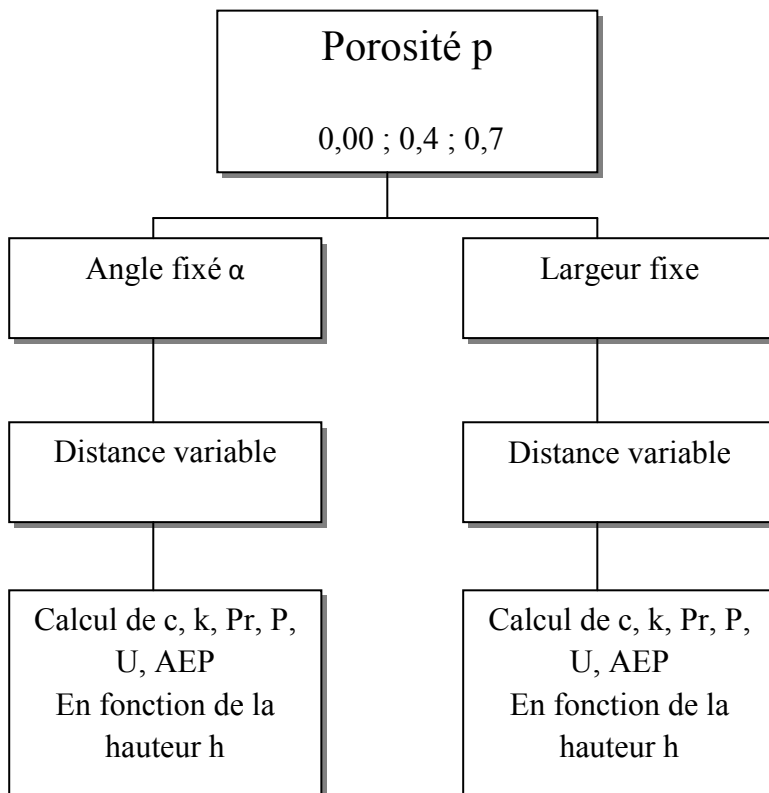 Porosité p
0,00 ; 0,4 ; 0,7
Angle fixé α
Largeur fixe
Distance variable
Distance variable
Calcul de c, k, Pr, P,
U, AEP
En fonction de la
hauteur h
Calcul de c, k, Pr, P,
U, AEP
En fonction de la
hauteur h